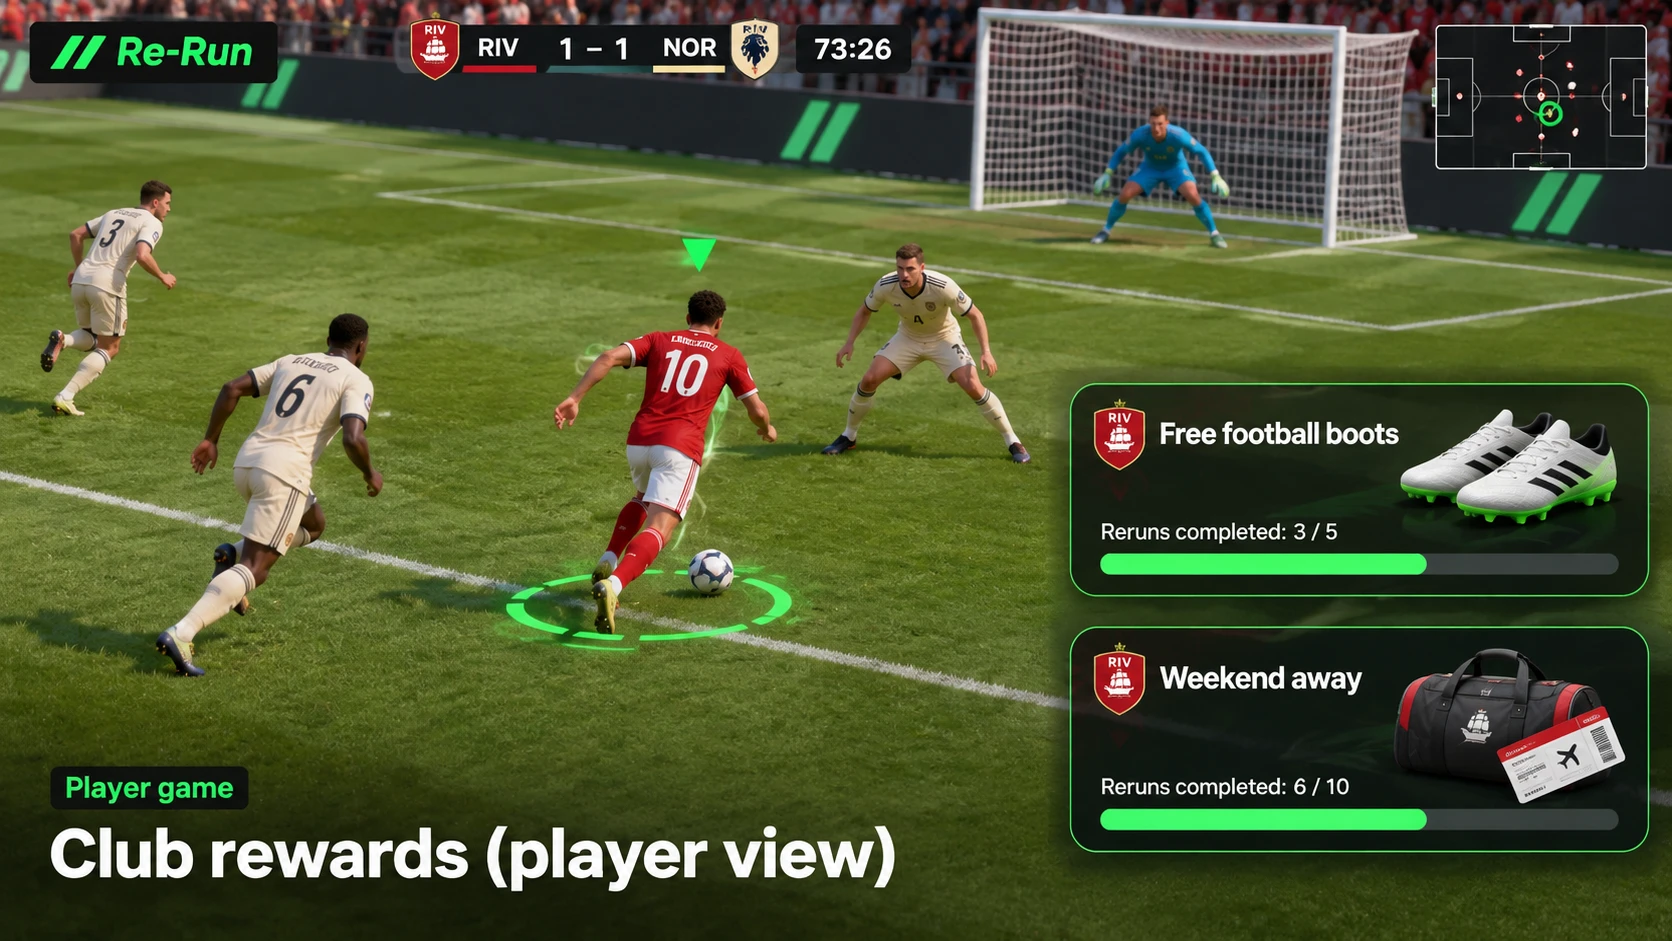 Re-Run
RIV
RIV
1 – 1
NOR
73:26
3
6
10
4
RIV
Free football boots
Reruns completed: 3 / 5
RIV
Weekend away
Reruns completed: 6 / 10
Player game
Club rewards (player view)